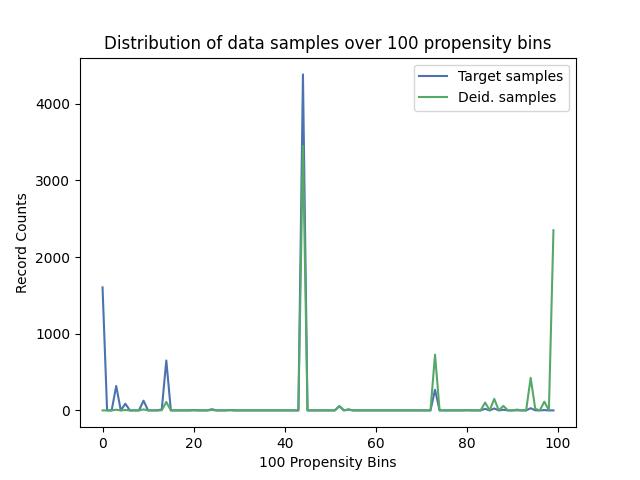 Distribution of data samples over 100 propensity bins
Target samples
Deid. samples
4000
3000
2000
1000
0
Record Counts
0 20 40 60 80 100
100 Propensity Bins